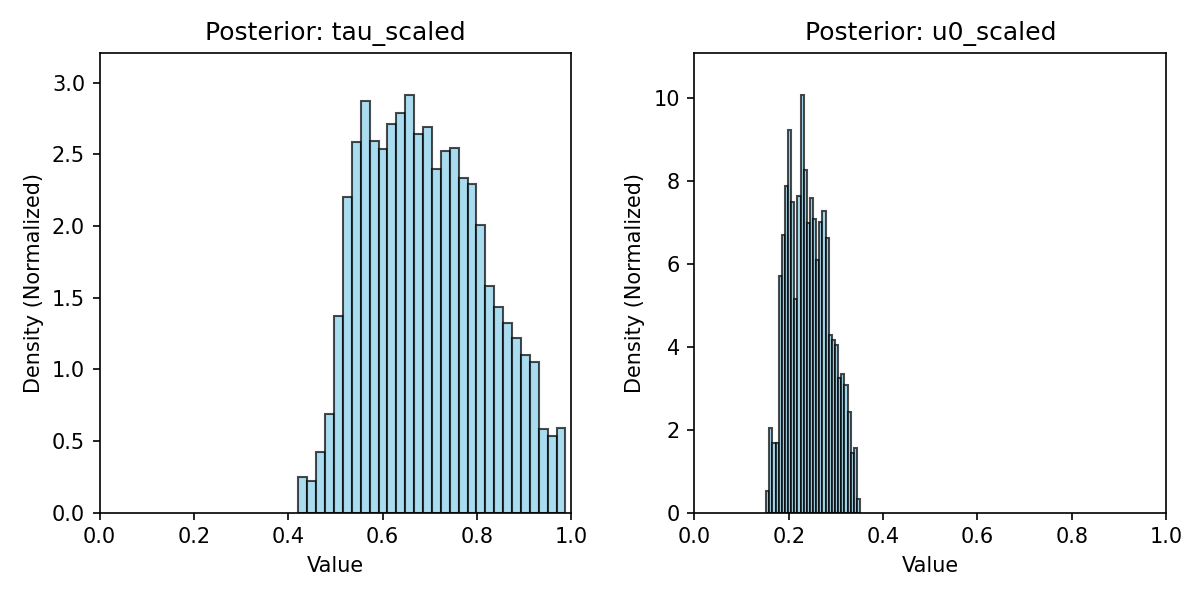 Posterior: tau_scaled
Density (Normalized)
3.0
2.5
2.0
1.5
1.0
0.5
0.0
0.0 0.2 0.4 0.6 0.8 1.0
Value
Posterior: u0_scaled
Density (Normalized)
10
8
6
4
2
0
0.0 0.2 0.4 0.6 0.8 1.0
Value